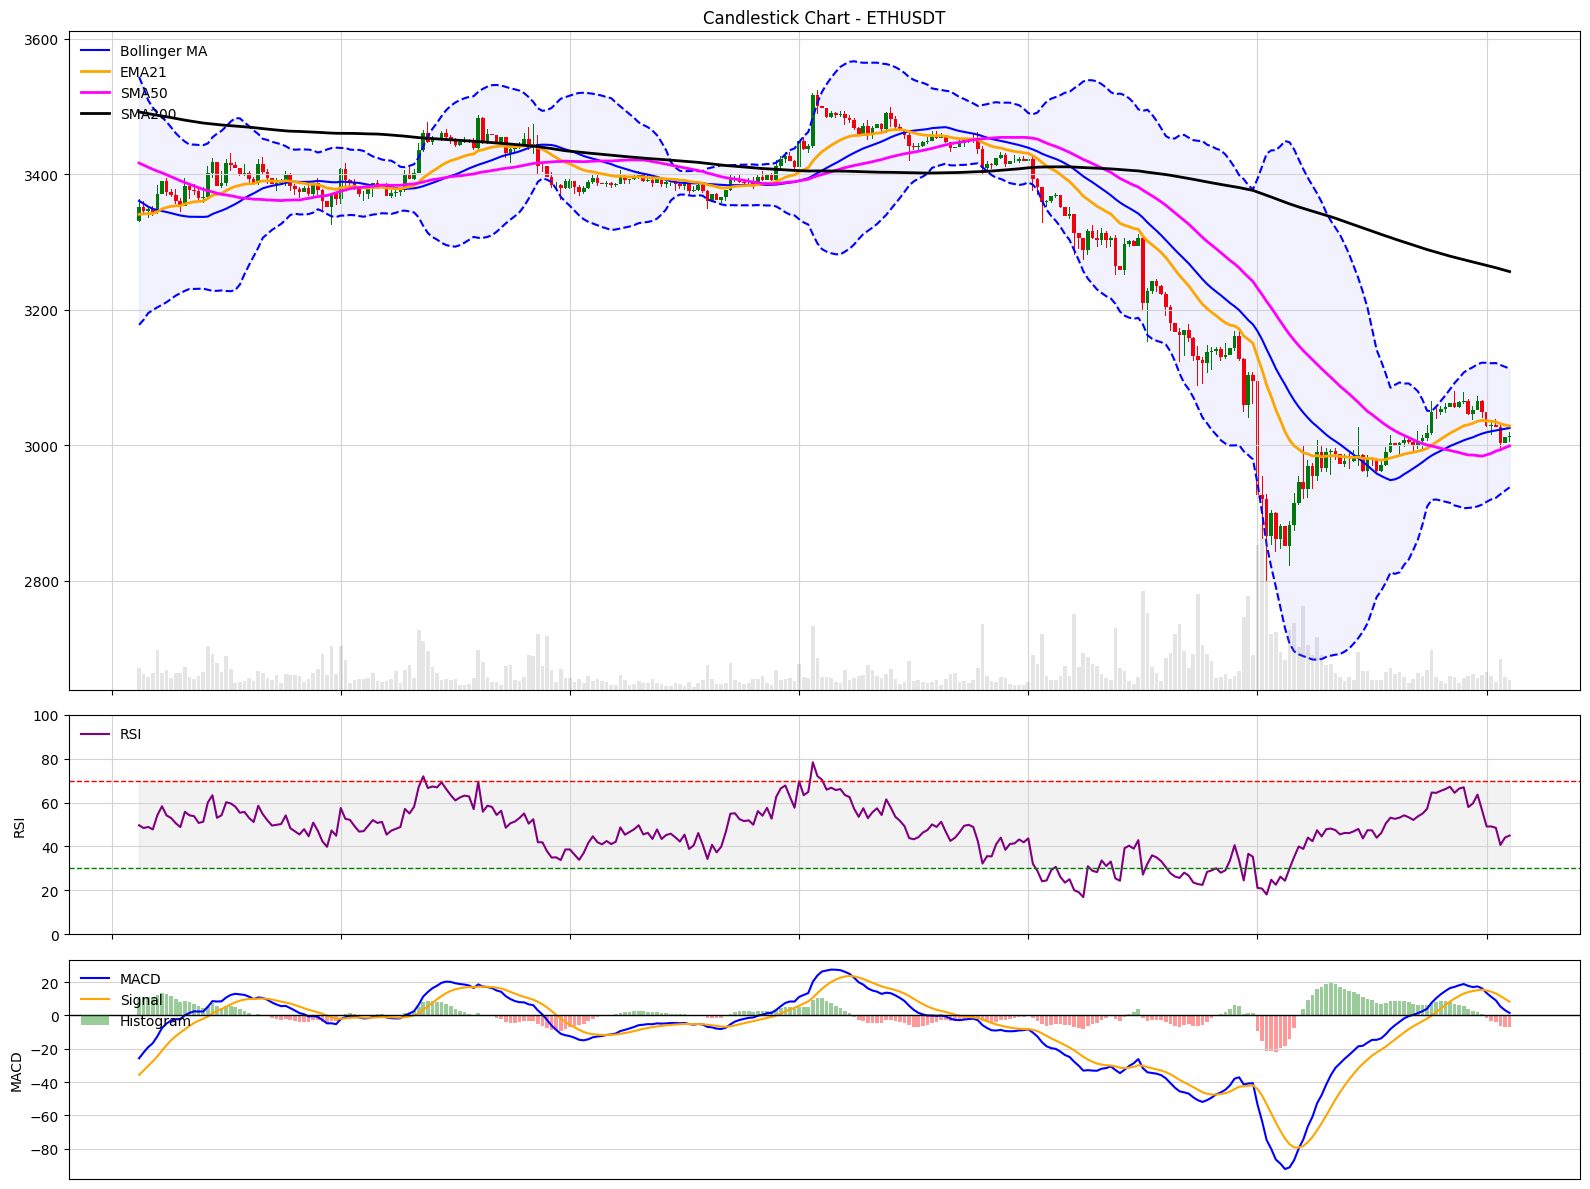 Candlestick Chart - ETHUSDT
3600
3400
3200
3000
2800
Bollinger MA
EMA21
SMA50
SMA200
100
80
60
40
20
0
RSI
RSI
20
0
−20
−40
−60
−80
MACD
MACD
Signal
Histogram